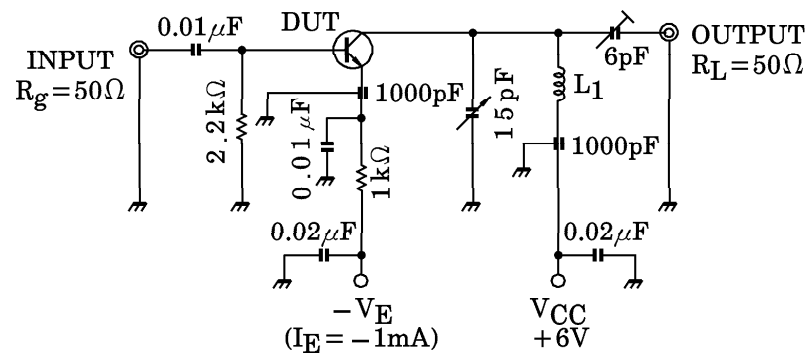 0.01μF
DUT
INPUT
Rg=50Ω
2.2kΩ
1000pF
0.01μF
1kΩ
15pF
6pF
OUTPUT
RL=50Ω
L1
1000pF
0.02μF
0.02μF
−VE
(IE=−1mA)
VCC
+6V